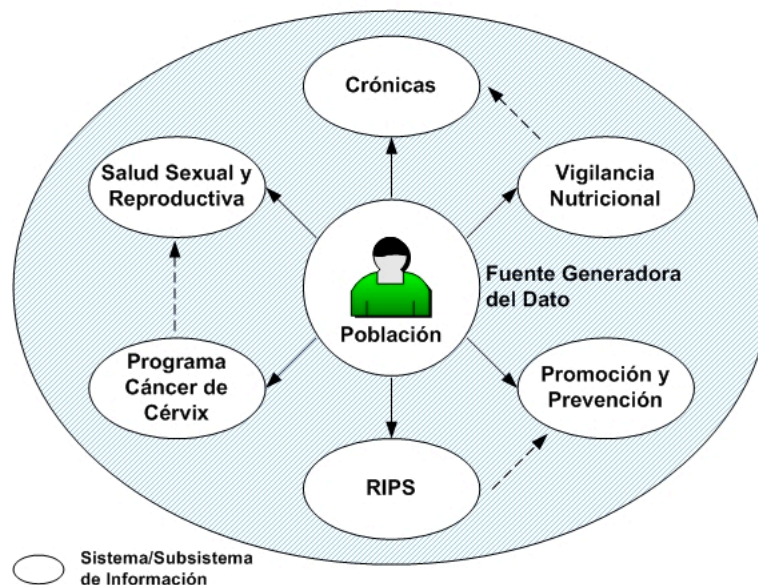 Crónicas
Salud Sexual y
Reproductiva
Vigilancia
Nutricional
Fuente Generadora
del Dato
Población
Programa
Cáncer de
Cérvix
Promoción y
Prevención
RIPS
Sistema/Subsistema
de Información